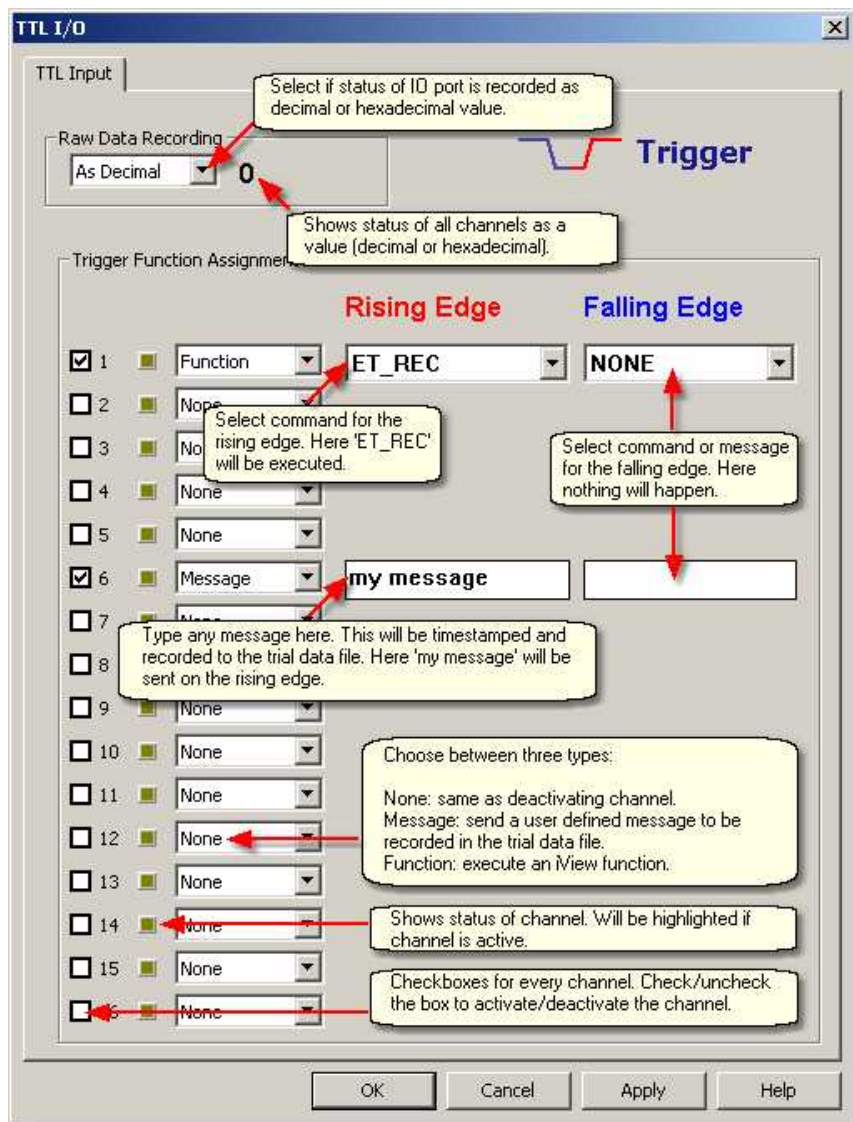 TTL I/O
TTL Input
Select if status of IO port is recorded as
decimal or hexadecimal value.
Raw Data Recording
As Decimal
0
Trigger
Shows status of all channels as a
value (decimal or hexadecimal).
Trigger Function
Rising Edge
Falling Edge
1 Function ET_REC NONE
2
Select command for the
rising edge. Here 'ET_REC'
will be executed.
3
Select command or message
for the falling edge. Here
nothing will happen.
4 None
5 None
6 Message my message
7
Type any message here. This will be timestamped and
recorded to the trial data file. Here 'my message' will be
sent on the rising edge.
8
9 None
10 None
Choose between three types:
None: same as deactivating channel.
Message: send a user defined message to be
recorded in the trial data file.
Function: execute an iView function.
11 None
12 None
13 None
14 None
Shows status of channel. Will be highlighted if
channel is active.
15 None
Checkboxes for every channel. Check/uncheck
the box to activate/deactivate the channel.
None
OK
Cancel
Apply
Help